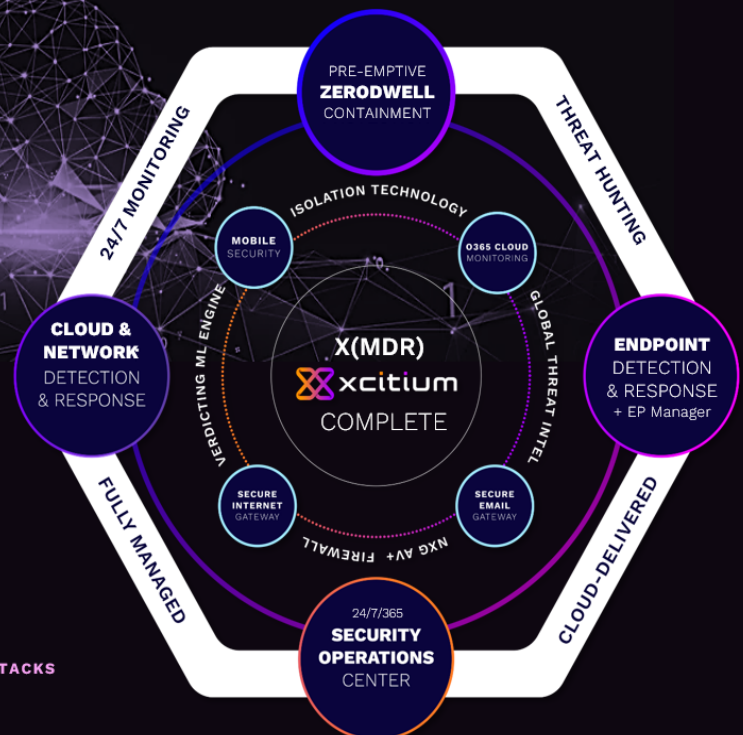 PRE-EMPTIVE
ZERODWELL
CONTAINMENT
24/7 MONITORING
THREAT HUNTING
ISOLATION TECHNOLOGY
MOBILE
SECURITY
O365 CLOUD
MONITORING
1
1
CLOUD &
NETWORK
DETECTION
& RESPONSE
VERDICTING ML ENGINE
X(MDR)
xcitium
COMPLETE
GLOBAL THREAT INTEL
ENDPOINT
DETECTION
& RESPONSE
+ EP Manager
SECURE
INTERNET
GATEWAY
SECURE
EMAIL
GATEWAY
NXG AV+ FIREWALL
FULLY MANAGED
CLOUD-DELIVERED
24/7/365
SECURITY
OPERATIONS
CENTER
TACKS